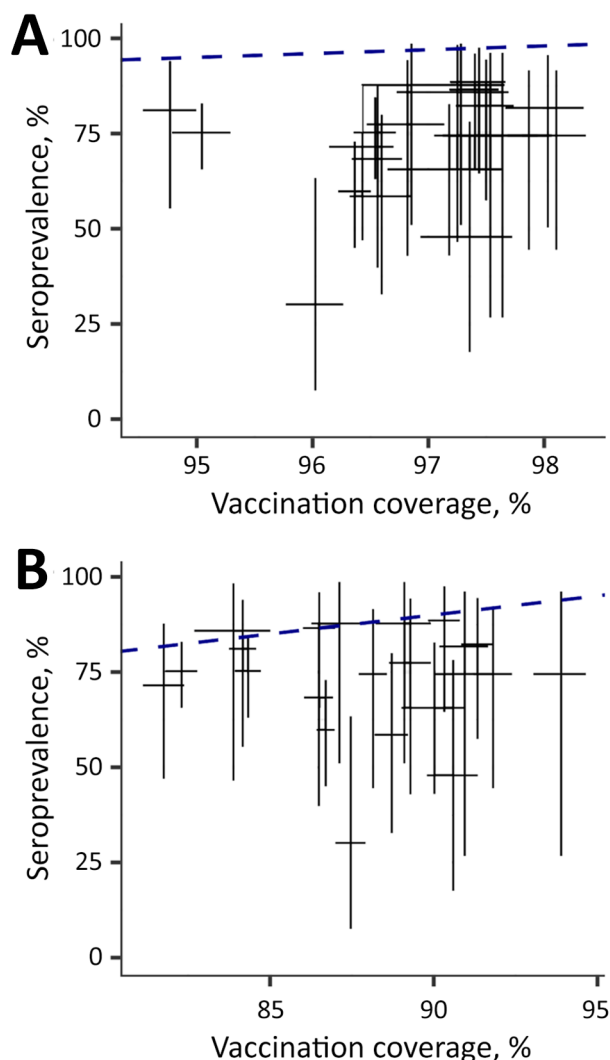 A
100
75
50
25
0
Seroprevalence, %
95
96
97
98
Vaccination coverage, %
B
100
75
50
25
0
Seroprevalence, %
85
90
95
Vaccination coverage, %